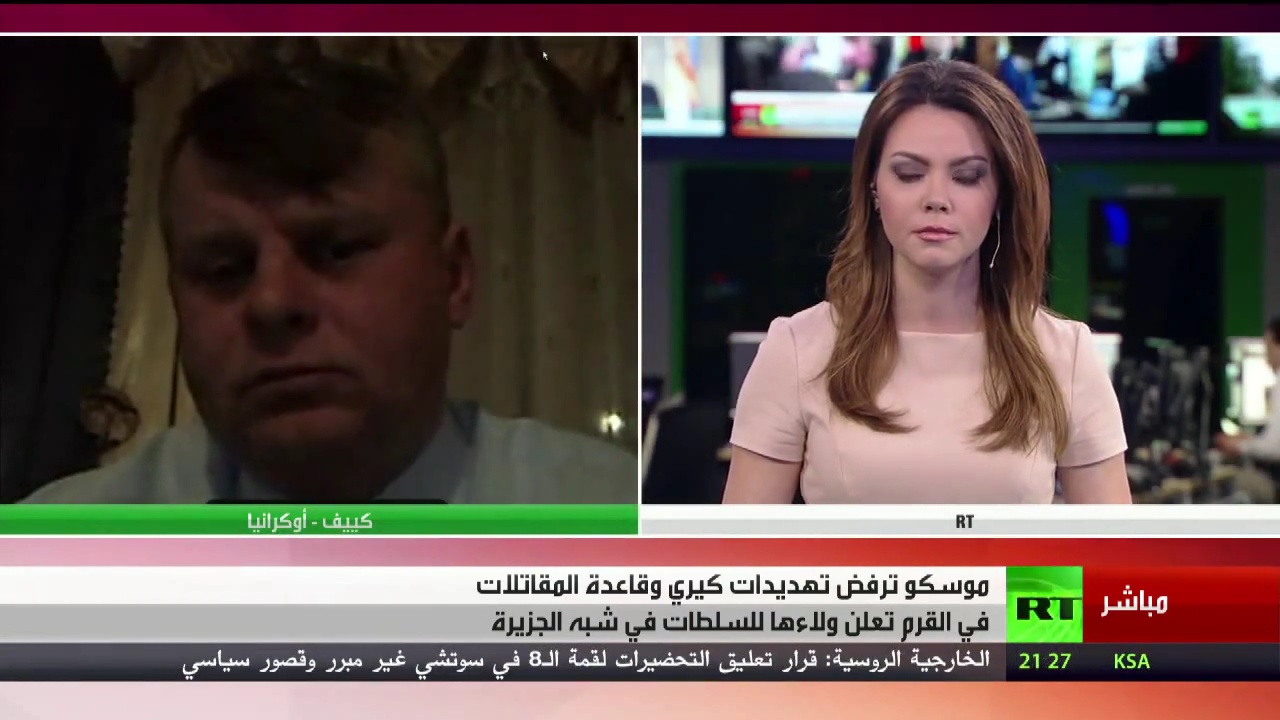 كييف - أوكرانيا
RT
موسكو ترفض تهديدات كيري وقاعدة المقاتلات
في القرم تعلن ولاءها للسلطات في شبه الجزيرة
RT
مباشر
الخارجية الروسية: قرار تعليق التحضيرات لقمة الـ8 في سوتشي غير مبرر وقصور سياسي
21 27
KSA